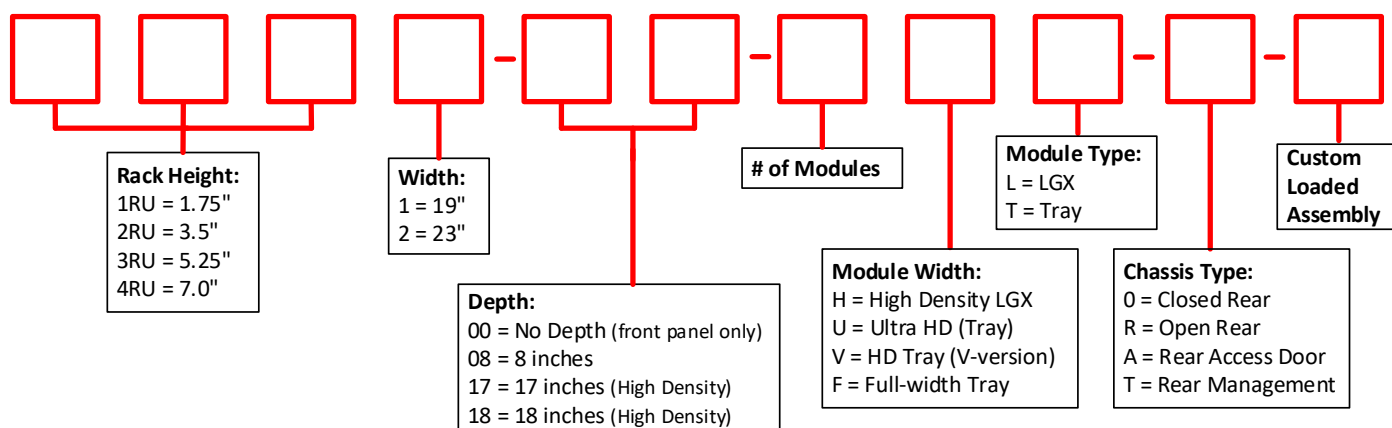 Rack Height:
1RU = 1.75"
2RU = 3.5"
3RU = 5.25"
4RU = 7.0"
Width:
1 = 19"
2 = 23"
Depth:
00 = No Depth (front panel only)
08 = 8 inches
17 = 17 inches (High Density)
18 = 18 inches (High Density)
# of Modules
Module Width:
H = High Density LGX
U = Ultra HD (Tray)
V = HD Tray (V-version)
F = Full-width Tray
Module Type:
L = LGX
T = Tray
Chassis Type:
0 = Closed Rear
R = Open Rear
A = Rear Access Door
T = Rear Management
Custom
Loaded
Assembly